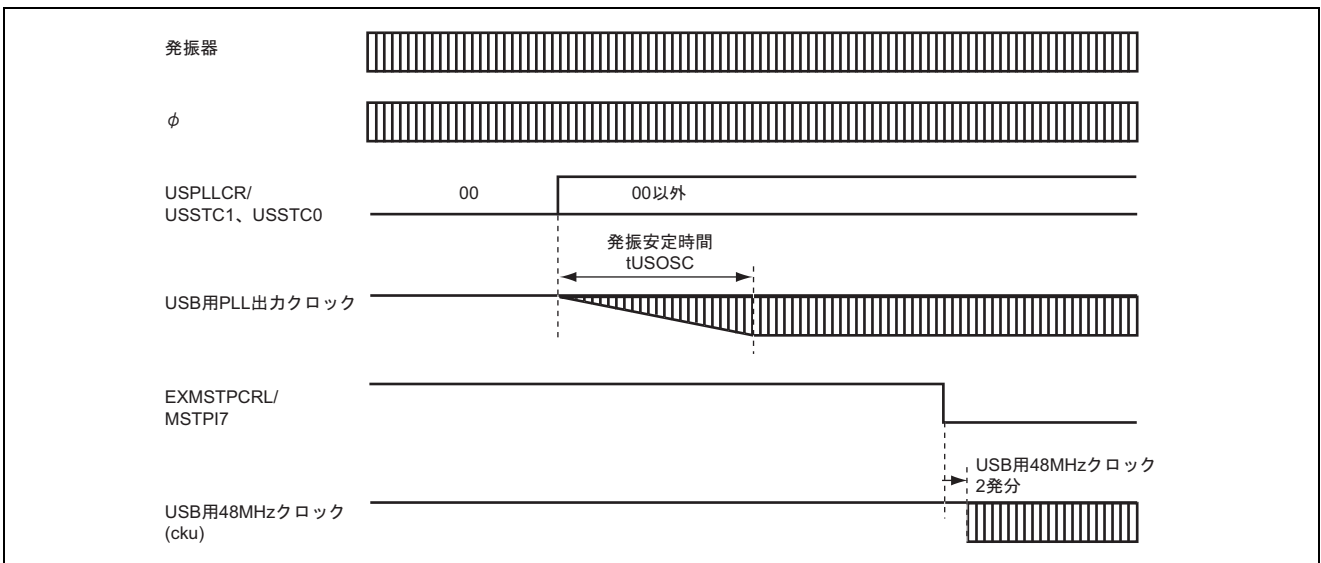 発振器
φ
USPLLCR/
USSTC1、USSTC0
00
00以外
発振安定時間
tUSOSC
USB用PLL出力クロック
EXMSTPCRL/
MSTPI7
USB用48MHzクロック
2発分
USB用48MHzクロック
(cku)